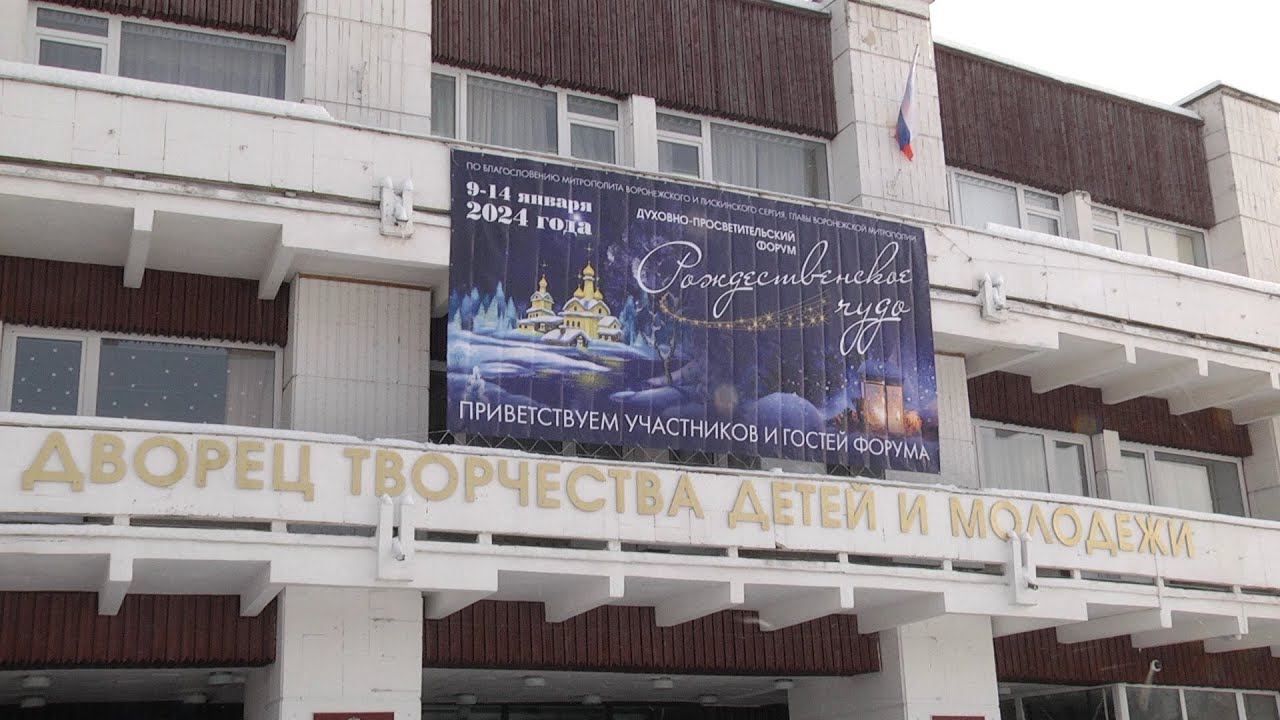 ПО БЛАГОСЛОВЕНИЮ МИТРОПОЛИТА ВОРОНЕЖСКОГО И ЛИСКИНСКОГО СЕРГИЯ, ГЛАВЫ ВОРОНЕЖСКОЙ МИТРОПОЛИИ
9-14 января
2024 года
ДУХОВНО-ПРОСВЕТИТЕЛЬСКИЙ
ФОРУМ
Рождественское
чудо
ПРИВЕТСТВУЕМ УЧАСТНИКОВ И ГОСТЕЙ ФОРУМА
ДВОРЕЦ ТВОРЧЕСТВА ДЕТЕЙ И МОЛОДЕЖИ